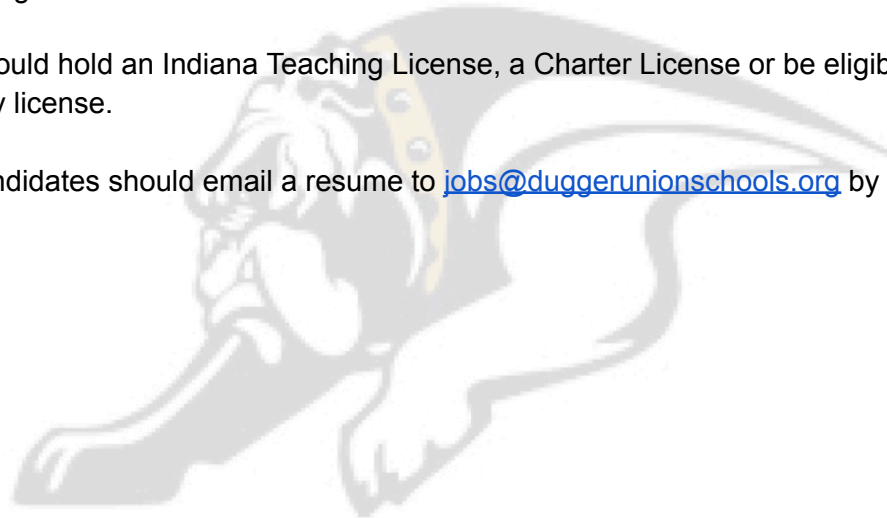 ould hold an Indiana Teaching License, a Charter License or be eligib
license.
ndidates should email a resume to jobs@duggerunionschools.org by